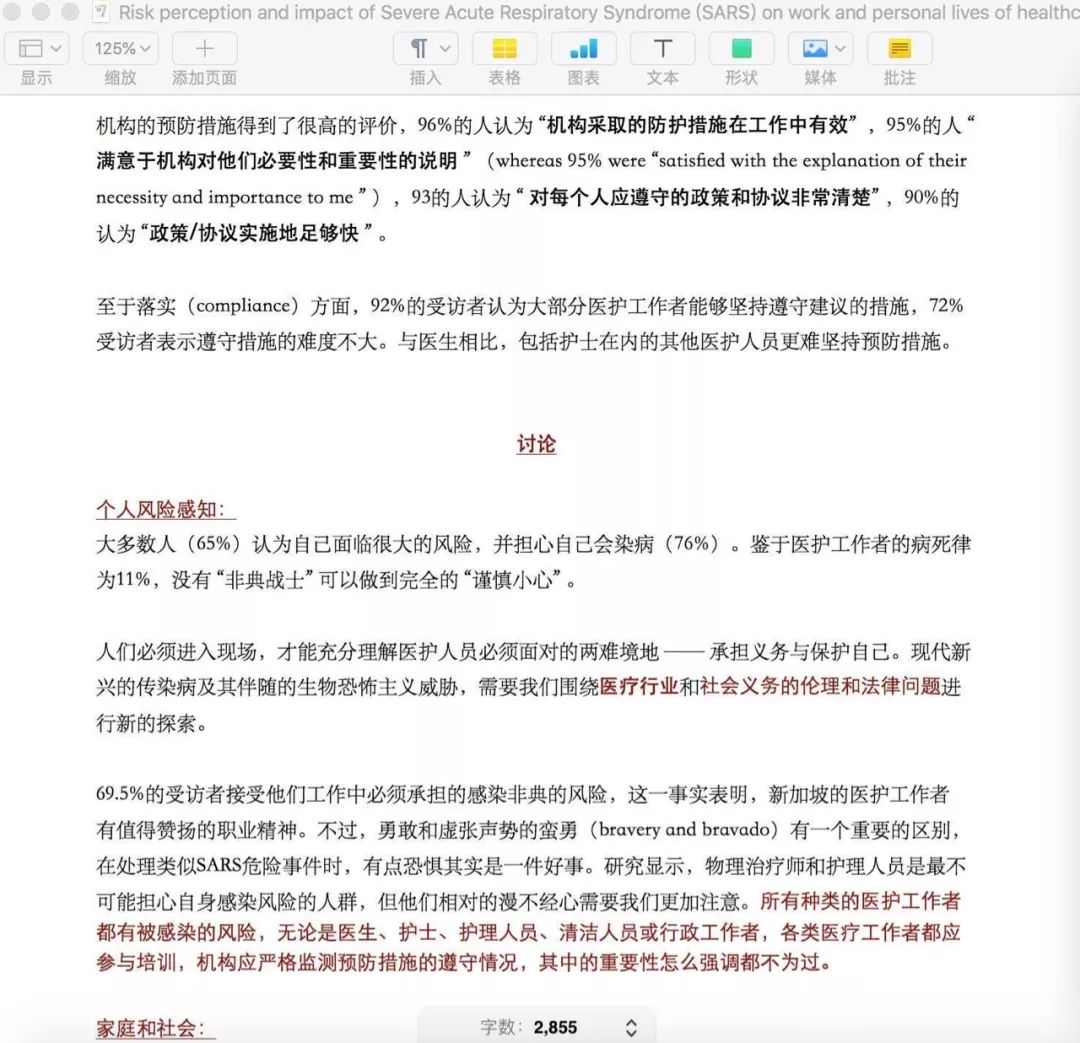 Risk perception and impact of Severe Acute Respiratory Syndrome (SARS) on work and personal lives of healthc
125%
显示
缩放
添加页面
插入
表格
图表
文本
形状
媒体
批注
机构的预防措施得到了很高的评价，96%的人认为“机构采取的防护措施在工作中有效”，95%的人“
满意于机构对他们必要性和重要性的说明”（whereas 95% were “satisfied with the explanation of their
necessity and importance to me”），93的人认为“对每个人应遵守的政策和协议非常清楚”，90%的
认为“政策/协议实施地足够快”。
至于落实（compliance）方面，92%的受访者认为大部分医护工作者能够坚持遵守建议的措施，72%
受访者表示遵守措施的难度不大。与医生相比，包括护士在内的其他医护人员更难坚持预防措施。
讨论
个人风险感知：
大多数人（65%）认为自己面临很大的风险，并担心自己会染病（76%）。鉴于医护工作者的病死律
为11%，没有“非典战士”可以做到完全的“谨慎小心”。
人们必须进入现场，才能充分理解医护人员必须面对的两难境地 —— 承担义务与保护自己。现代新
兴的传染病及其伴随的生物恐怖主义威胁，需要我们围绕医疗行业和社会义务的伦理和法律问题进
行新的探索。
69.5%的受访者接受他们工作中必须承担的感染非典的风险，这一事实表明，新加坡的医护工作者
有值得赞扬的职业精神。不过，勇敢和虚张声势的蛮勇（bravery and bravado）有一个重要的区别，
在处理类似SARS危险事件时，有点恐惧其实是一件好事。研究显示，物理治疗师和护理人员是最不
可能担心自身感染风险的人群，但他们相对的漫不经心需要我们更加注意。所有种类的医护工作者
都有被感染的风险，无论是医生、护士、护理人员、清洁人员或行政工作者，各类医疗工作者都应
参与培训，机构应严格监测预防措施的遵守情况，其中的重要性怎么强调都不为过。
家庭和社会：
字数：2,855